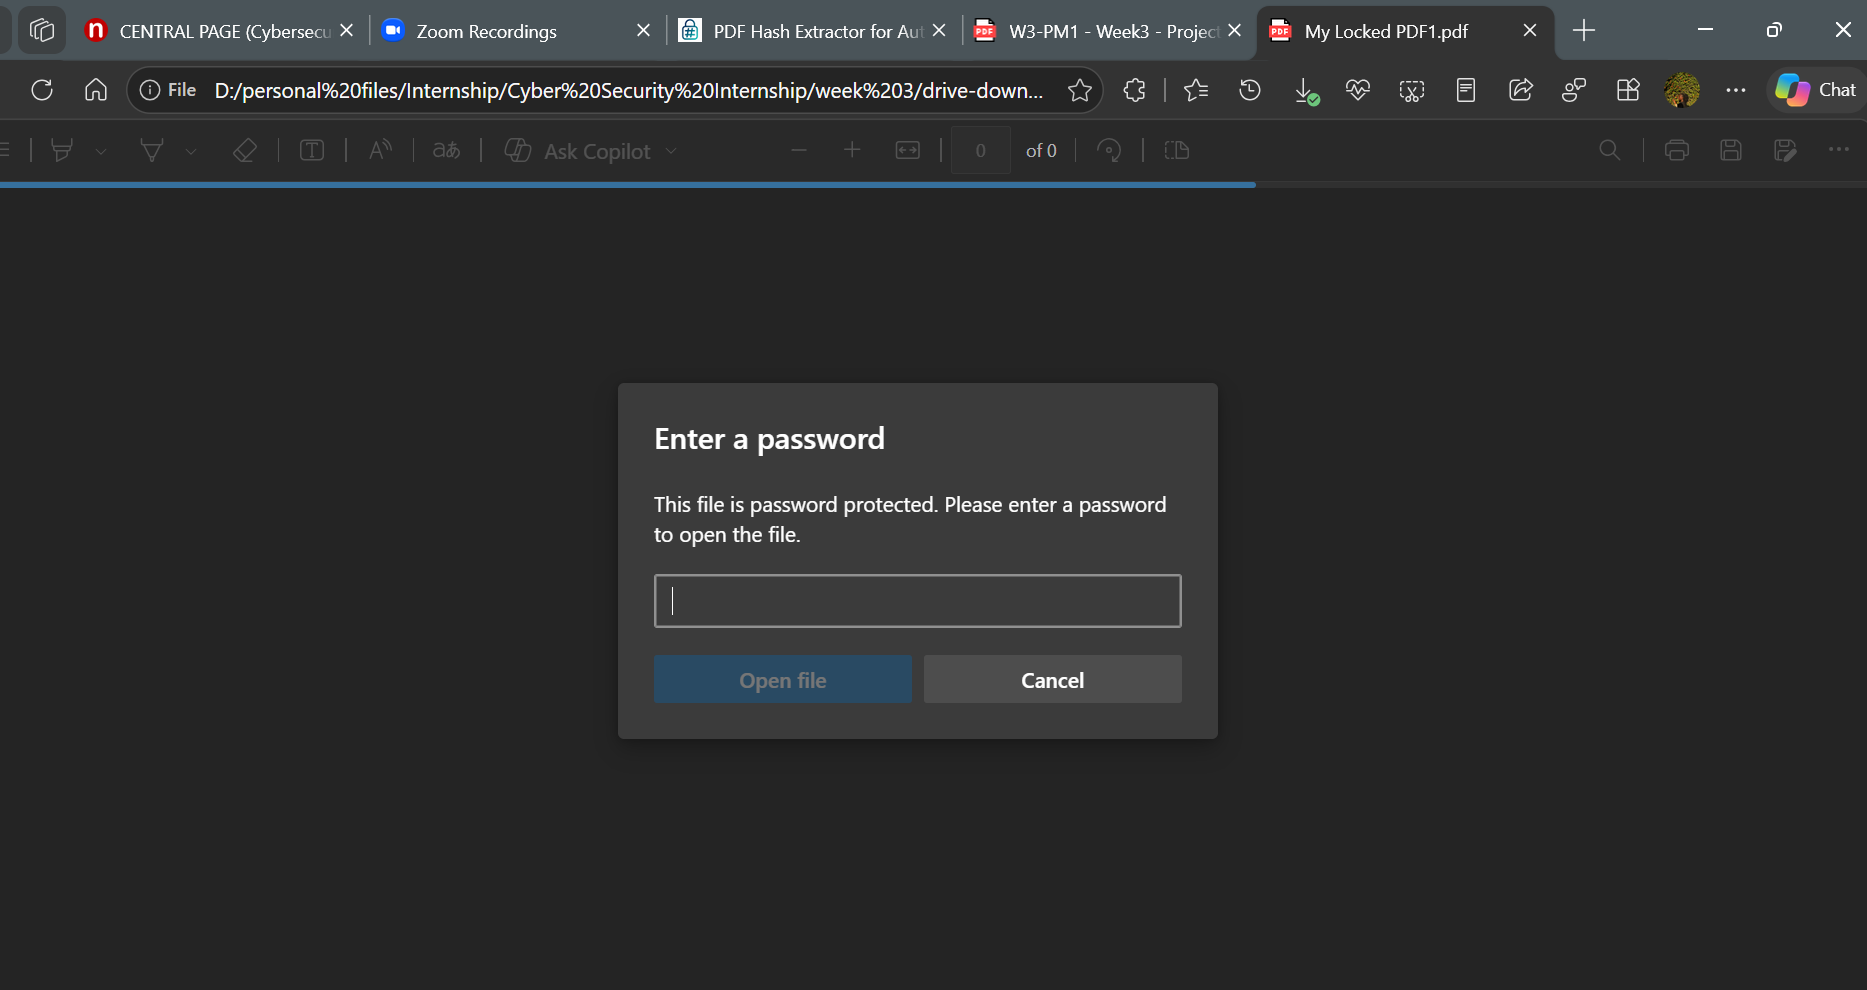 CENTRAL PAGE (Cybersecu
Zoom Recordings
PDF Hash Extractor for Au
W3-PM1 - Week3 - Project
My Locked PDF1.pdf
File D:/personal%20files/Internship/Cyber%20Security%20Internship/week%203/drive-down...
Chat
Ask Copilot
0 of 0
Enter a password
This file is password protected. Please enter a password
to open the file.
Open file
Cancel